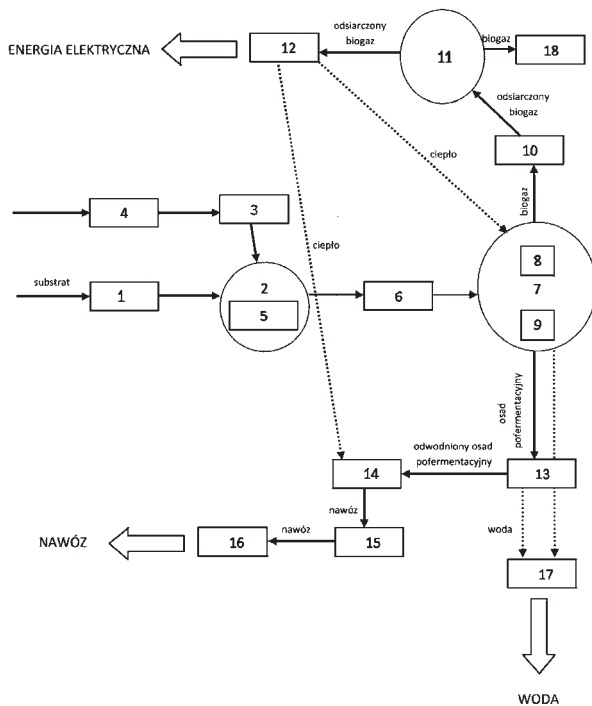 ENERGIA ELEKTRYCZNA
12
odsiarczony
biogaz
11
biogaz
18
odsiarczony
biogaz
10
biogaz
ciepło
4
3
ciepło
substrat
1
2
5
6
8
7
9
osad
pofermentacyjny
odwodniony osad
pofermentacyjny
14
13
nawóz
woda
NAWÓZ
16
nawóz
15
17
WODA